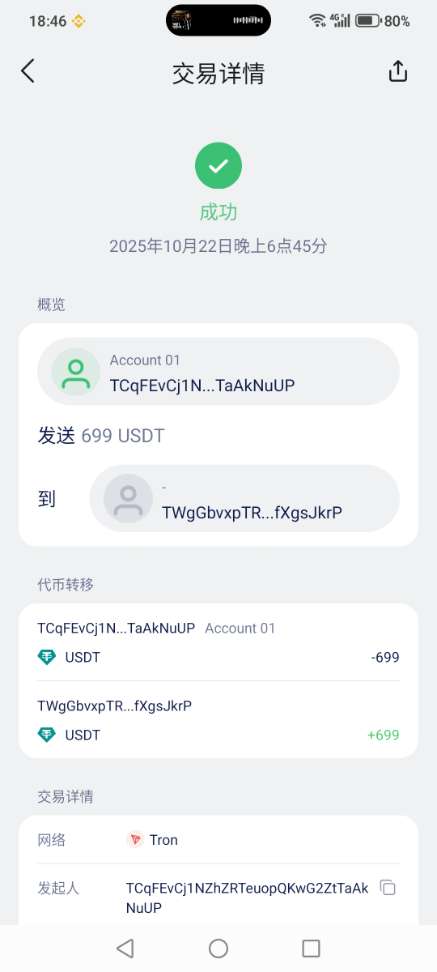 18:46
4G
80%
交易详情
成功
2025年10月22日晚上6点45分
概览
Account 01
TCqFEvCj1N...TaAkNuUP
发送 699 USDT
到
-
TWgGbvxpTR...fXgsJkrP
代币转移
TCqFEvCj1N...TaAkNuUP Account 01
USDT -699
TWgGbvxpTR...fXgsJkrP
USDT +699
交易详情
网络 Tron
发起人 TCqFEvCj1NZhZRTeuopQKwG2ZtTaAk
NuUP